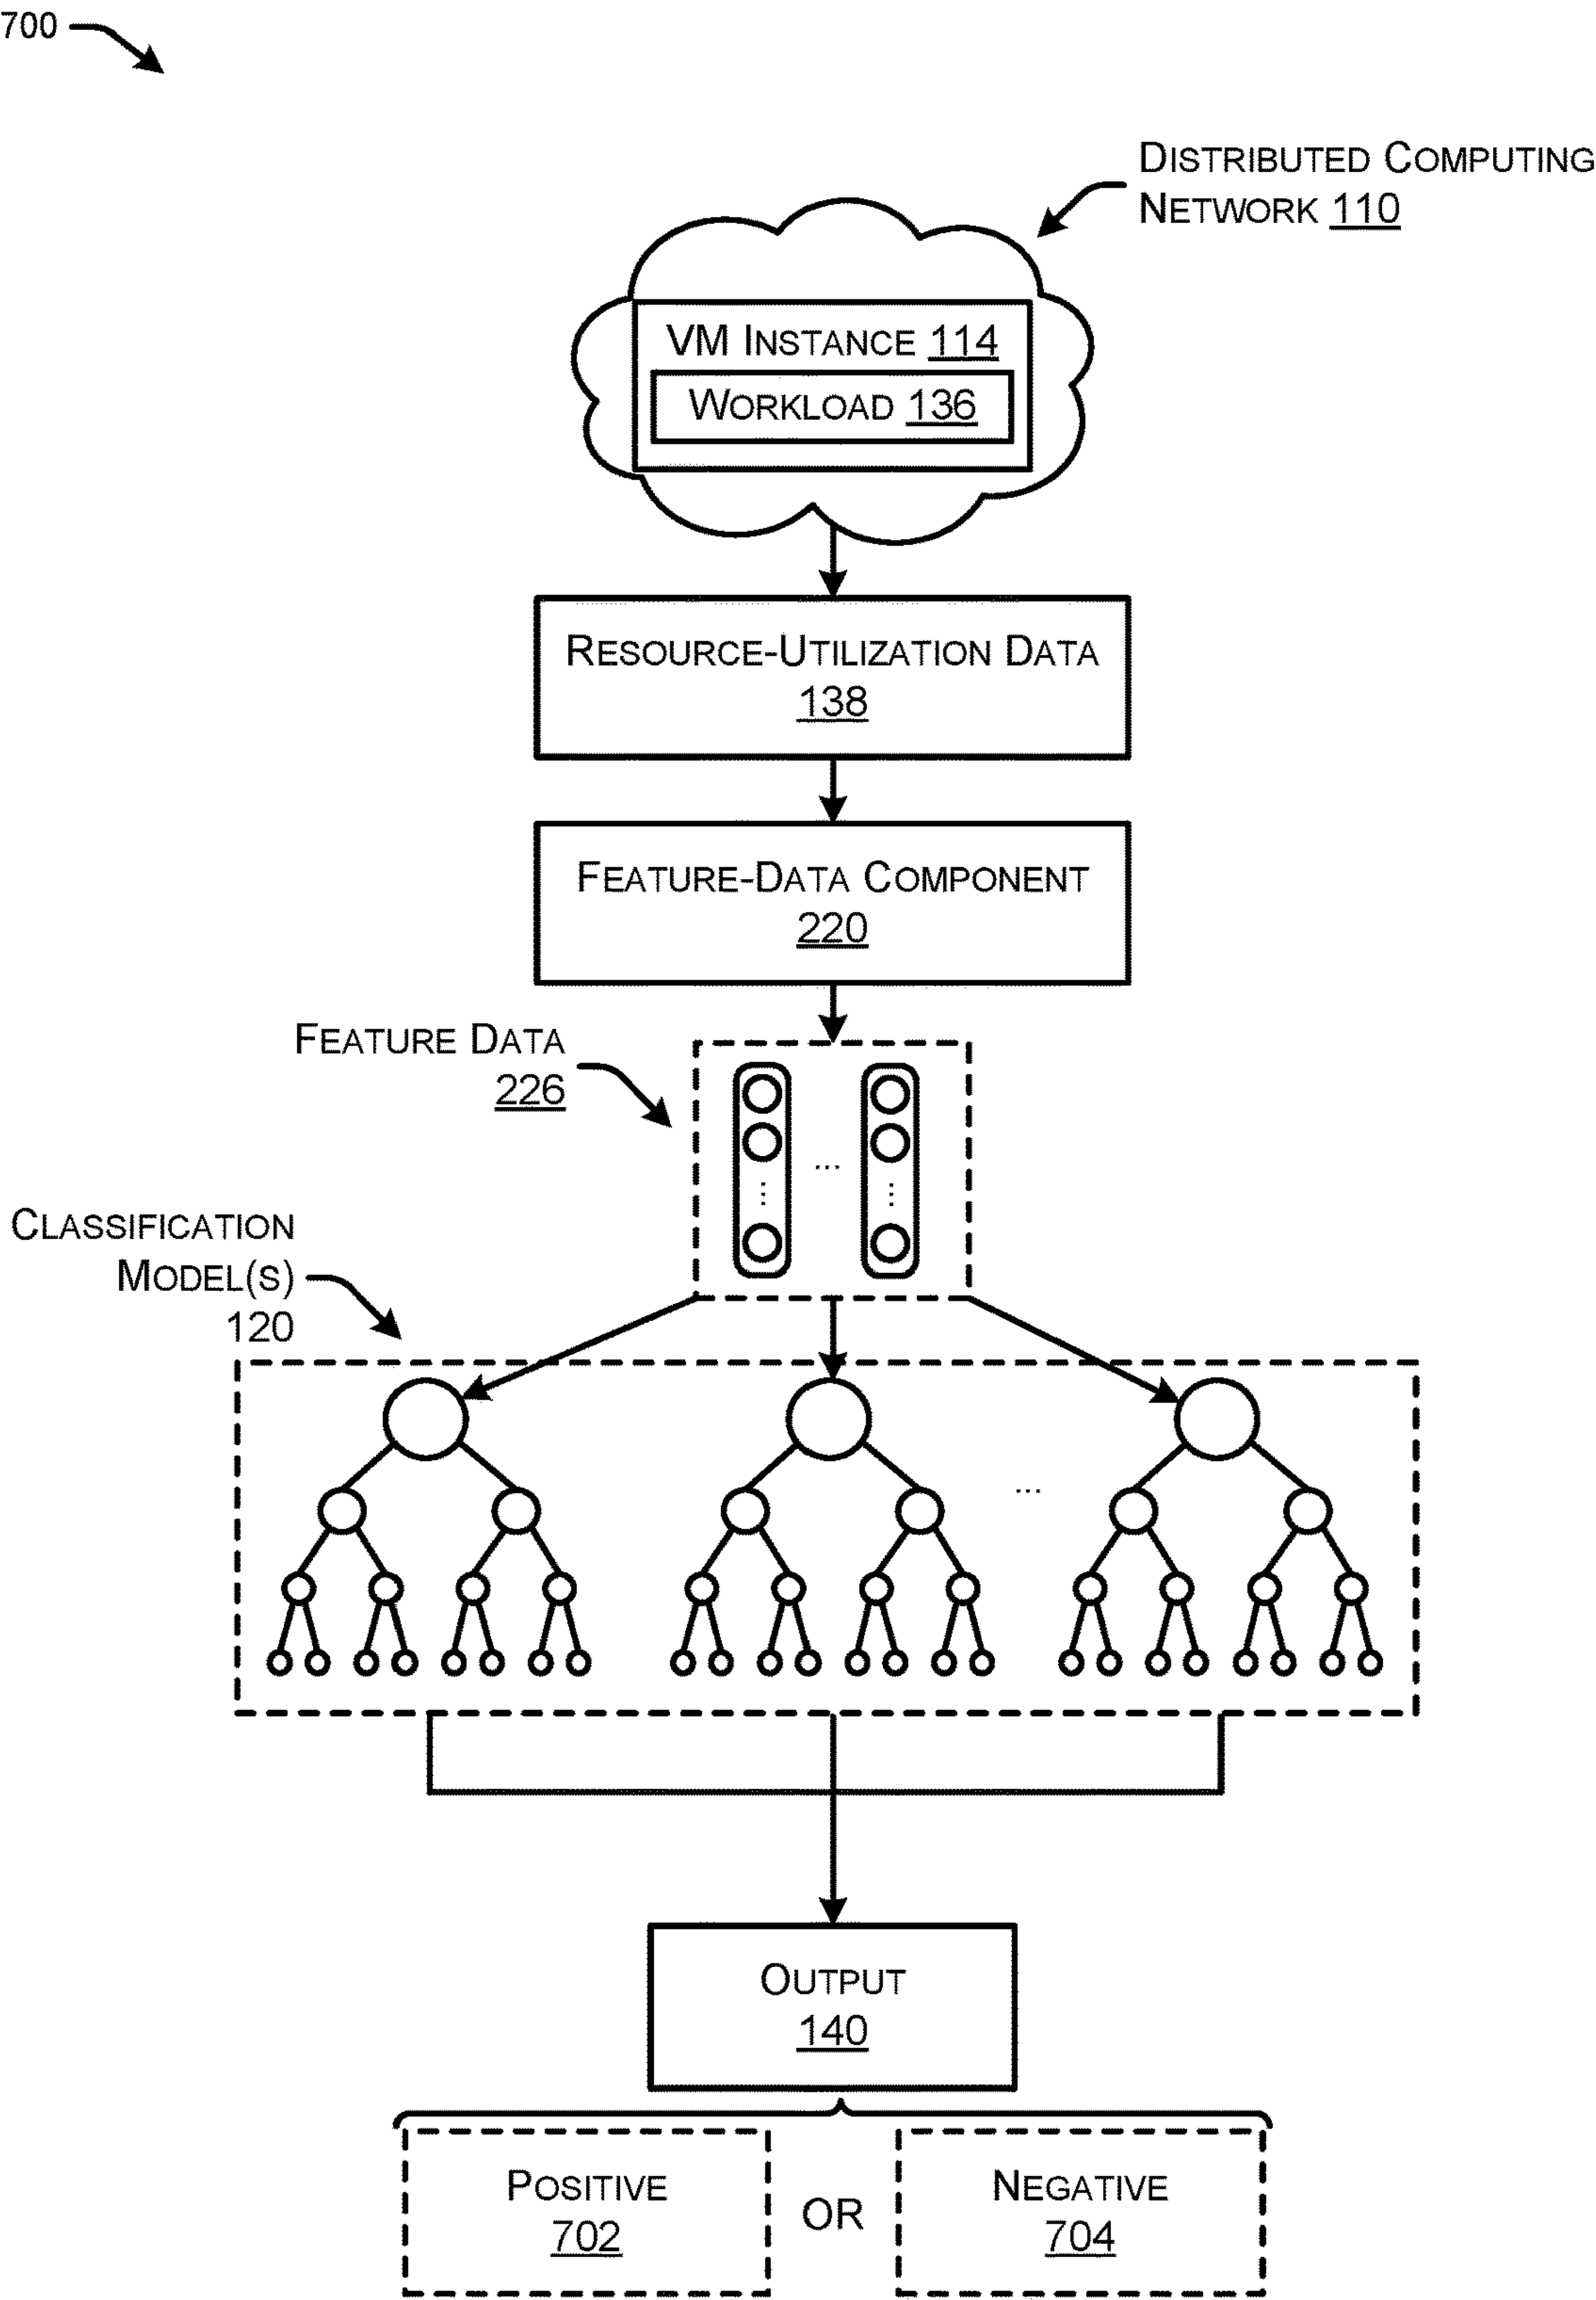 700
DISTRIBUTED COMPUTING
NETWORK 110
VM INSTANCE 114
WORKLOAD 136
RESOURCE-UTILIZATION DATA
138
FEATURE-DATA COMPONENT
220
FEATURE DATA
226
...
...
...
CLASSIFICATION
MODEL(S)
120
...
OUTPUT
140
POSITIVE
702
OR
NEGATIVE
704